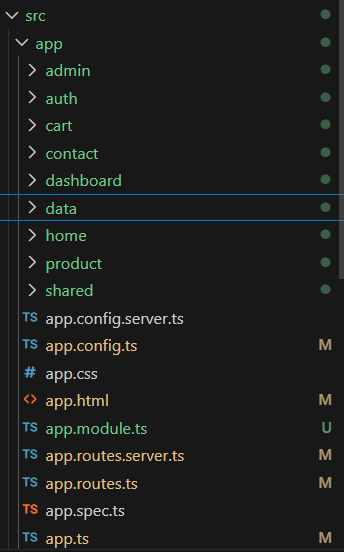 src
app
admin
auth
cart
contact
dashboard
data
home
product
shared
TS app.config.server.ts
TS app.config.ts M
# app.css
<> app.html M
TS app.module.ts U
TS app.routes.server.ts M
TS app.routes.ts M
TS app.spec.ts
TS app.ts M